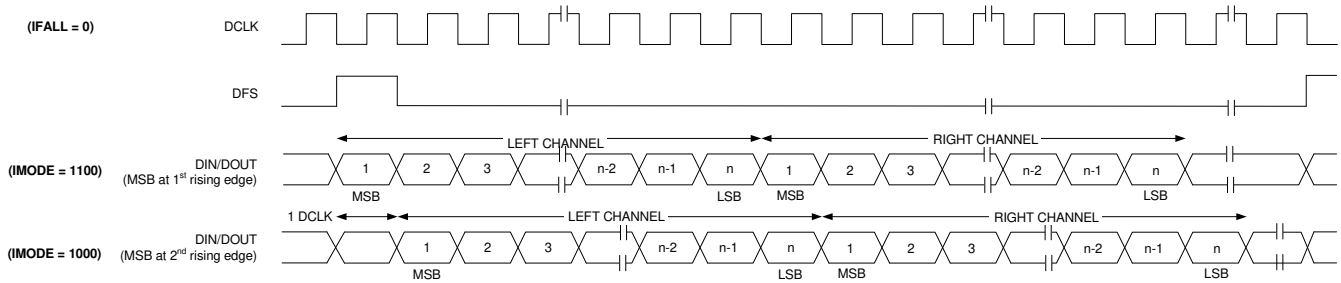 (IFALL = 0) DCLK
DFS
LEFT CHANNEL RIGHT CHANNEL
(IMODE = 1100) DIN/DOUT 1 2 3 n-2 n-1 n 1 2 3 n-2 n-1 n
(MSB at 1st rising edge)
MSB LSB MSB LSB
1 DCLK LEFT CHANNEL RIGHT CHANNEL
(IMODE = 1000) DIN/DOUT 1 2 3 n-2 n-1 n 1 2 3 n-2 n-1 n
(MSB at 2nd rising edge)
MSB LSB MSB LSB